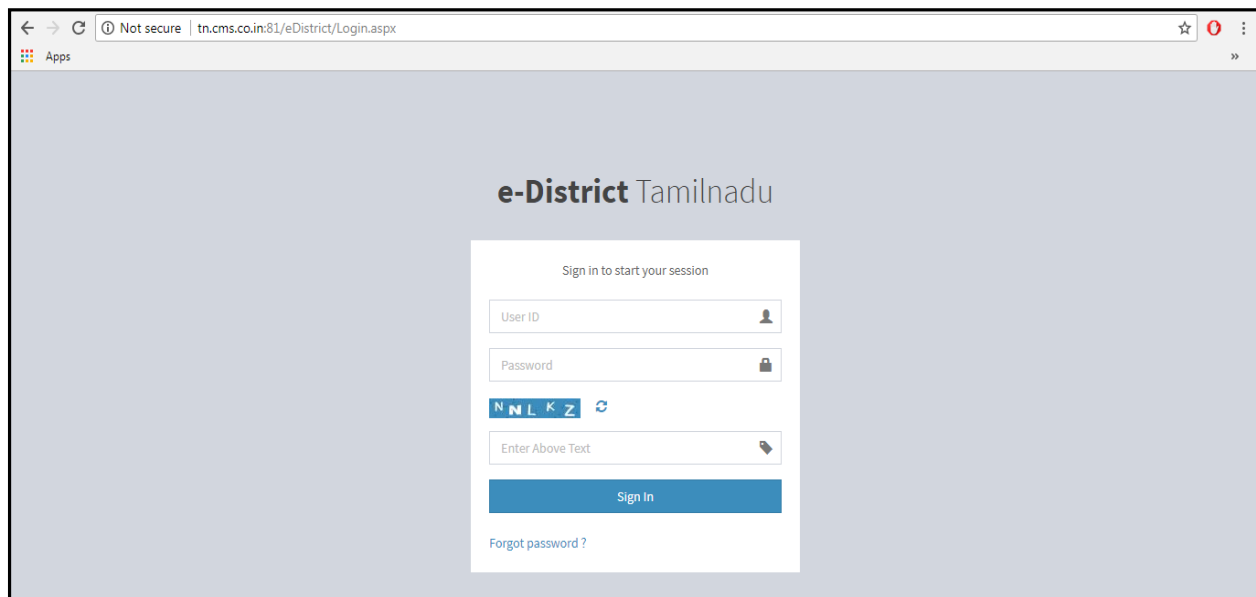 Not secure | tn.cms.co.in:81/eDistrict/Login.aspx
Apps »
e-District Tamilnadu
Sign in to start your session
User ID
Password
N N L K Z
Enter Above Text
Sign In
Forgot password ?